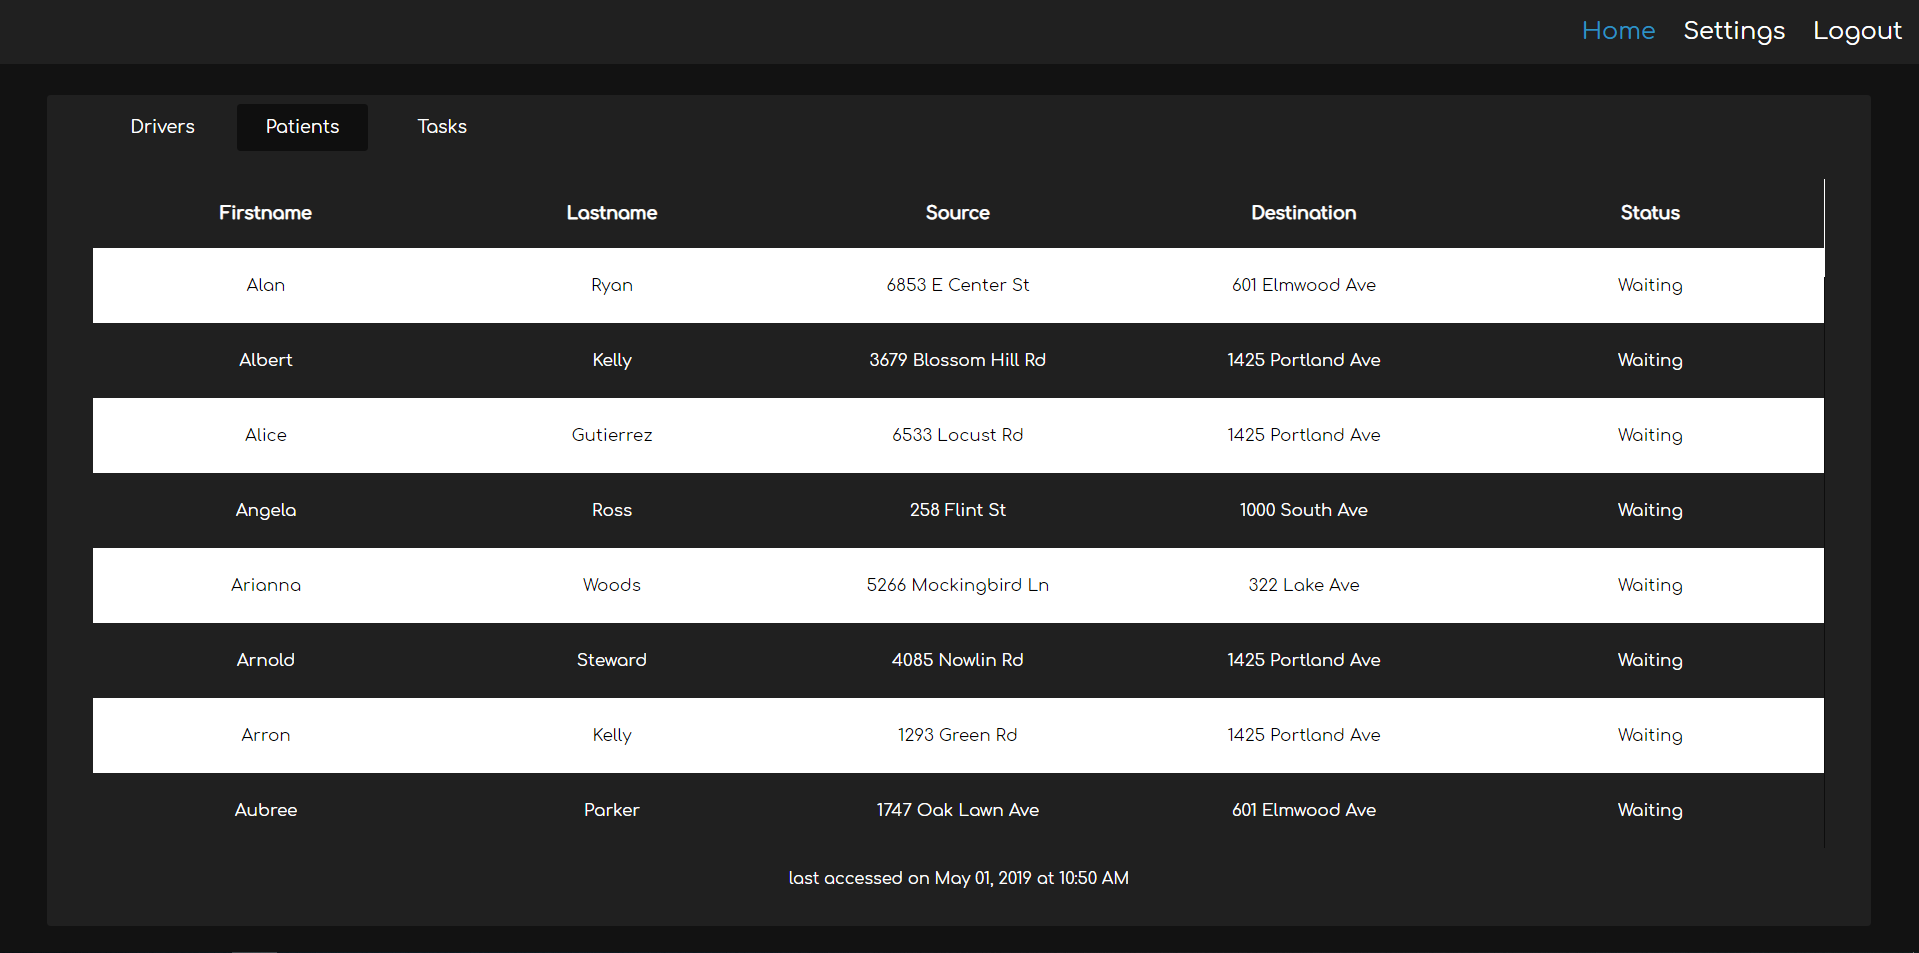 Home Settings Logout
Drivers Patients Tasks
Firstname Lastname Source Destination Status
Alan Ryan 6853 E Center St 601 Elmwood Ave Waiting
Albert Kelly 3679 Blossom Hill Rd 1425 Portland Ave Waiting
Alice Gutierrez 6533 Locust Rd 1425 Portland Ave Waiting
Angela Ross 258 Flint St 1000 South Ave Waiting
Arianna Woods 5266 Mockingbird Ln 322 Lake Ave Waiting
Arnold Steward 4085 Nowlin Rd 1425 Portland Ave Waiting
Arron Kelly 1293 Green Rd 1425 Portland Ave Waiting
Aubree Parker 1747 Oak Lawn Ave 601 Elmwood Ave Waiting
last accessed on May 01, 2019 at 10:50 AM